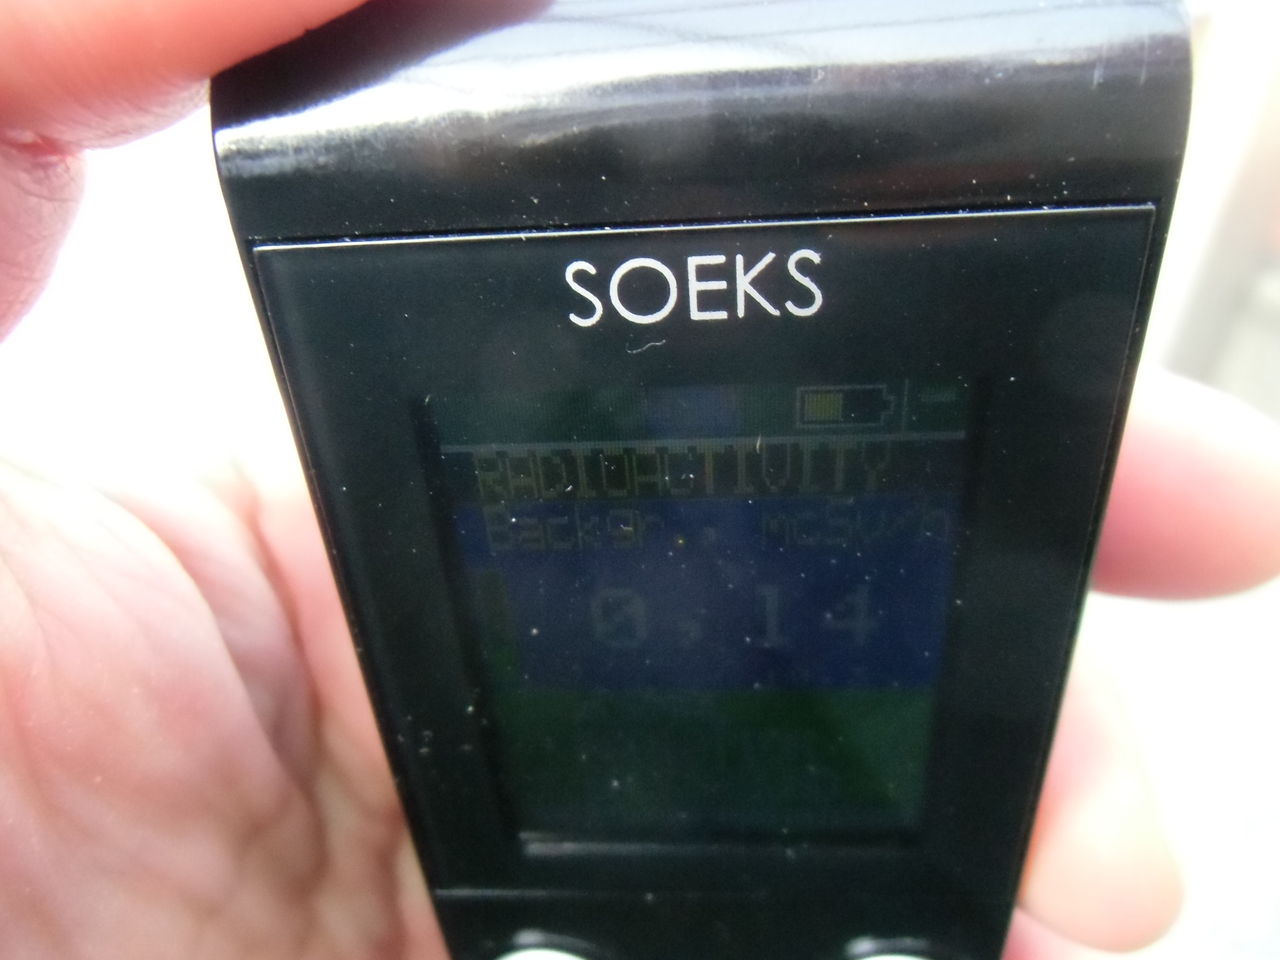 SOEKS
RADIOACTIVITY
Backgr. mcSv/h
0,14